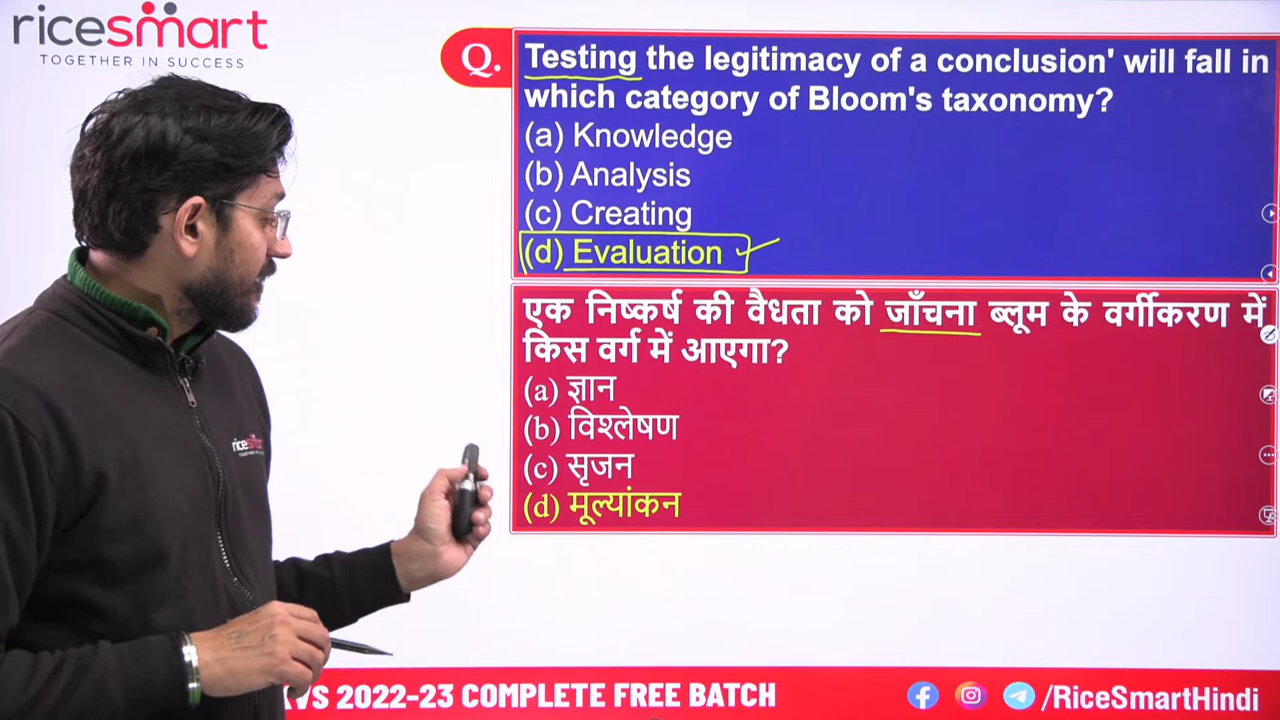 ricesmart
TOGETHER IN SUCCESS
Q.
Testing the legitimacy of a conclusion' will fall in
which category of Bloom's taxonomy?
(a) Knowledge
(b) Analysis
(c) Creating
(d) Evaluation
एक निष्कर्ष की वैधता को जाँचना ब्लूम के वर्गीकरण में
किस वर्ग में आएगा?
(a) ज्ञान
(b) विश्लेषण
(c) सृजन
(d) मूल्यांकन
ricesmart
2022-23 COMPLETE FREE BATCH
/RiceSmartHindi